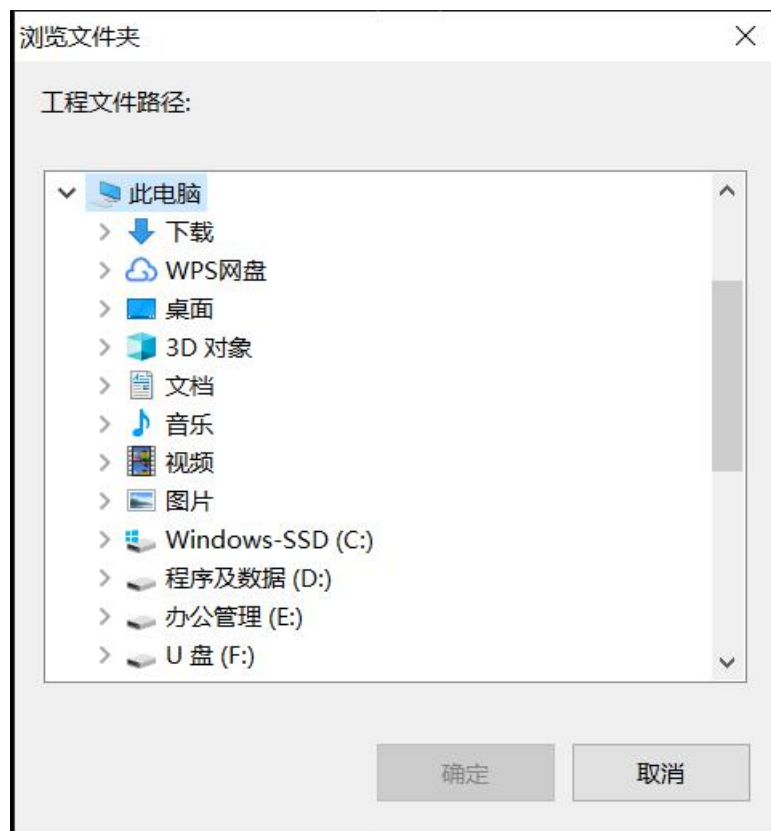 浏览文件夹
工程文件路径:
此电脑
下载
WPS网盘
桌面
3D 对象
文档
音乐
视频
图片
Windows-SSD (C:)
程序及数据 (D:)
办公管理 (E:)
U 盘 (F:)
确定 取消